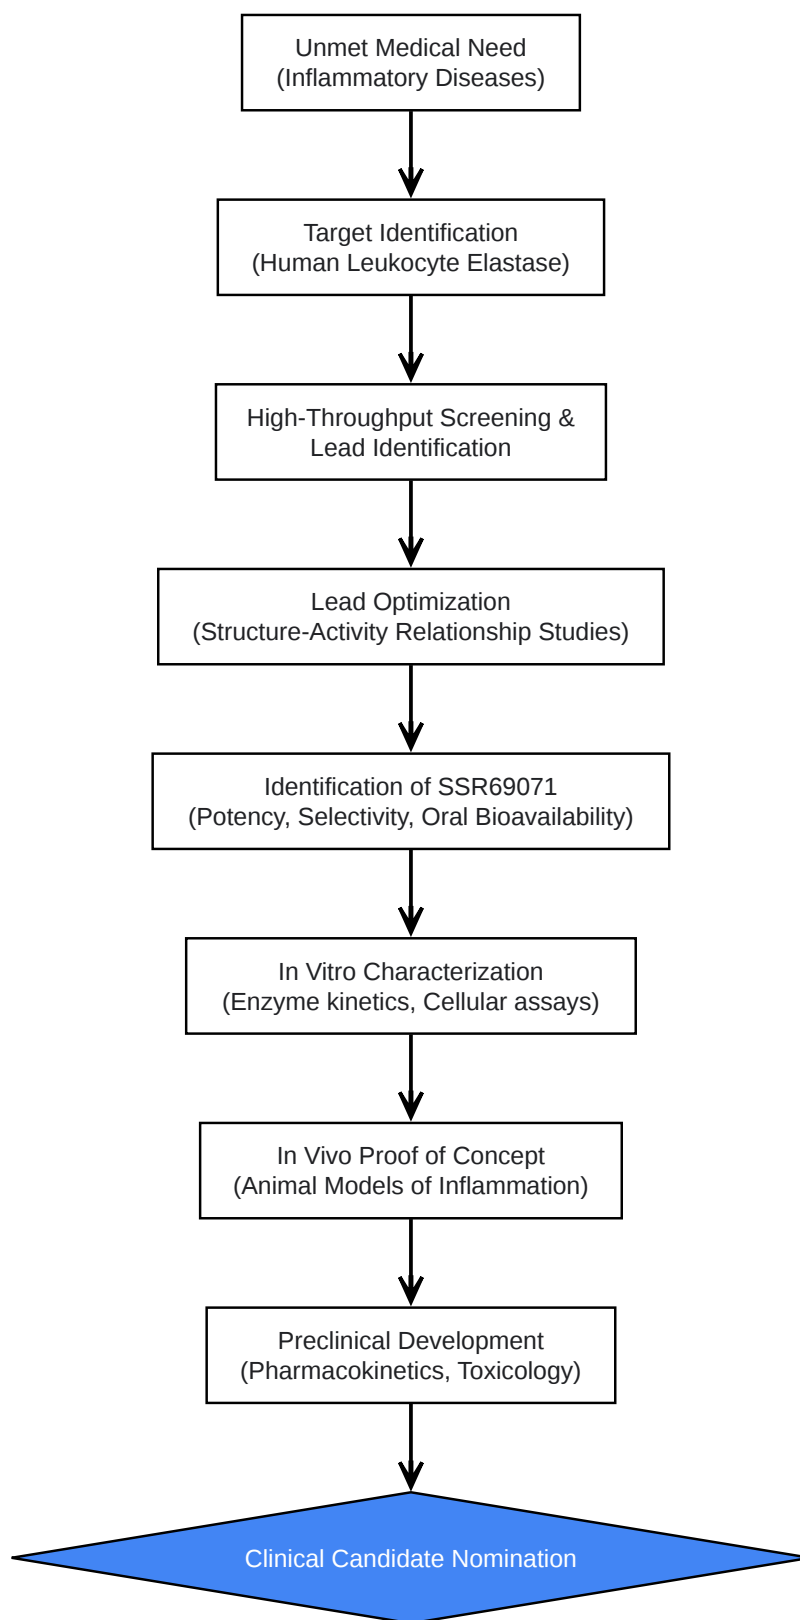 Unmet Medical Need
(Inflammatory Diseases)
Target Identification
(Human Leukocyte Elastase)
High-Throughput Screening &
Lead Identification
Lead Optimization
(Structure-Activity Relationship Studies)
Identification of SSR69071
(Potency, Selectivity, Oral Bioavailability)
In Vitro Characterization
(Enzyme kinetics, Cellular assays)
In Vivo Proof of Concept
(Animal Models of Inflammation)
Preclinical Development
(Pharmacokinetics, Toxicology)
Clinical Candidate Nomination